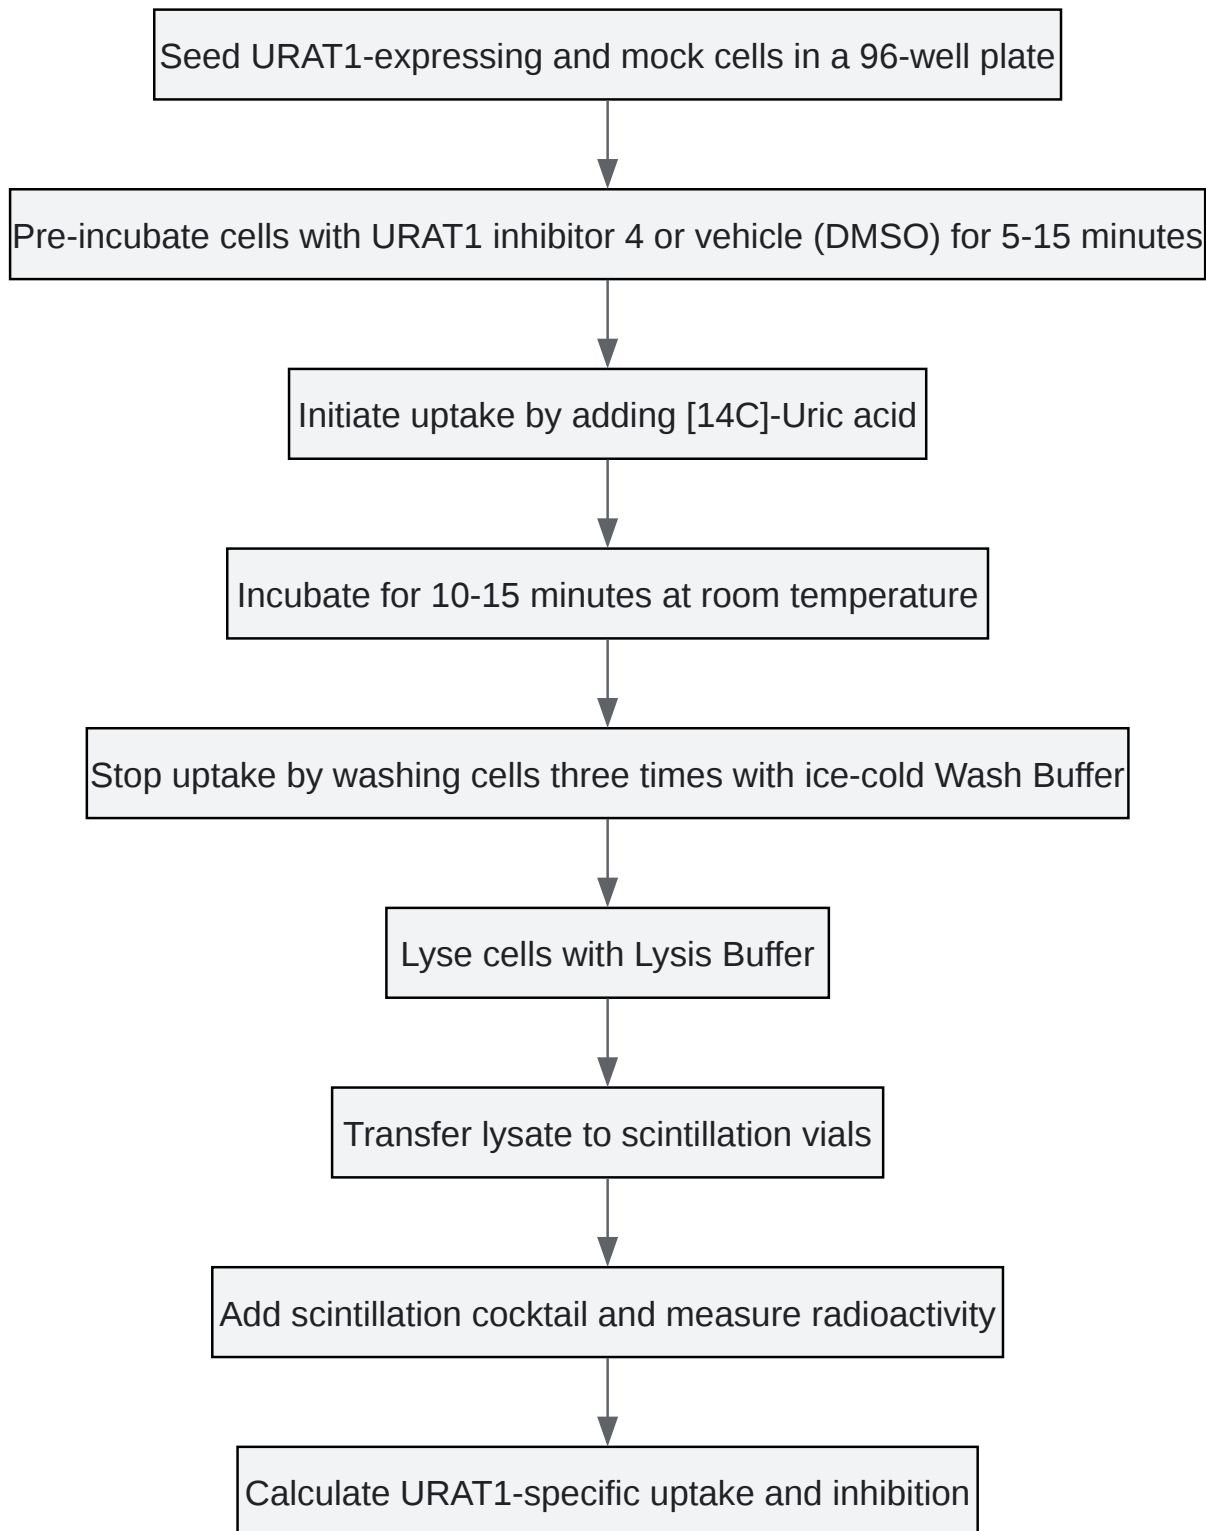 Seed URAT1-expressing and mock cells in a 96-well plate
Pre-incubate cells with URAT1 inhibitor 4 or vehicle (DMSO) for 5-15 minutes
Initiate uptake by adding [14C]-Uric acid
Incubate for 10-15 minutes at room temperature
Stop uptake by washing cells three times with ice-cold Wash Buffer
Lyse cells with Lysis Buffer
Transfer lysate to scintillation vials
Add scintillation cocktail and measure radioactivity
Calculate URAT1-specific uptake and inhibition